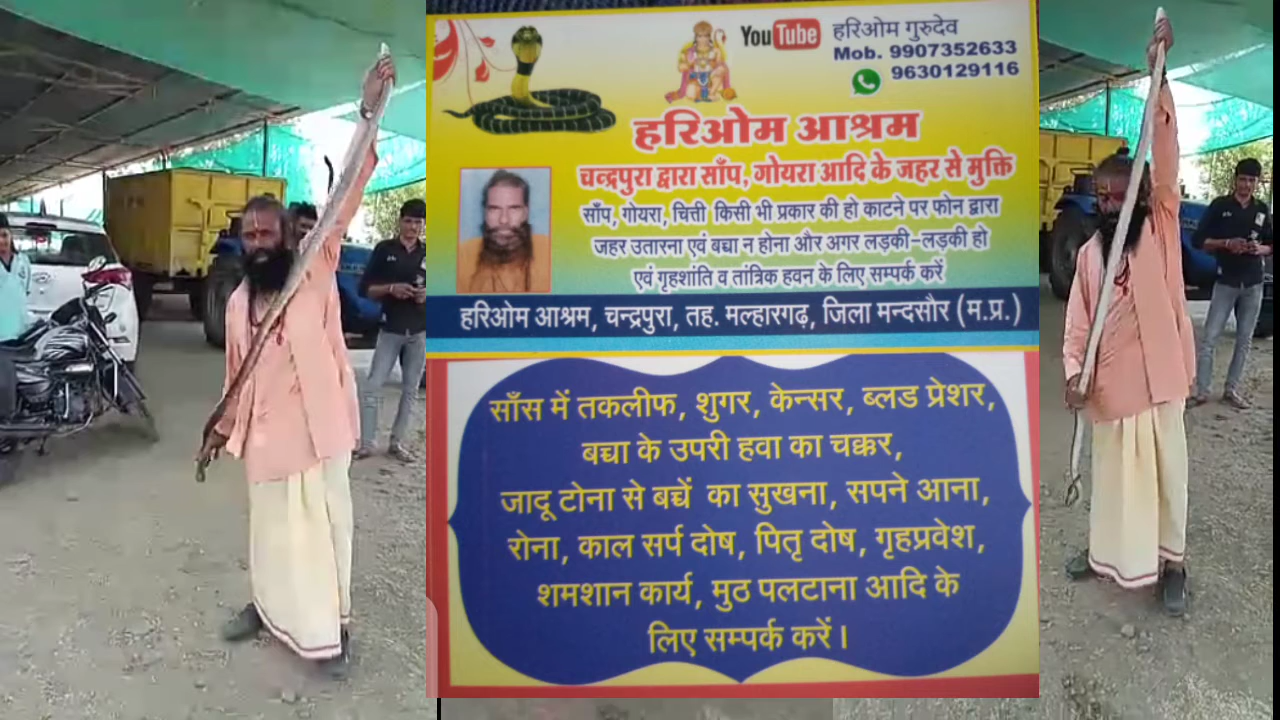 YouTube हरिओम गुरुदेव
Mob. 9907352633
9630129116
हरिओम आश्रम
चन्द्रपुरा द्वारा साँप, गोयरा आदि के जहर से मुक्ति
साँप, गोयरा, चित्ती किसी भी प्रकार की हो काटने पर फोन द्वारा
जहर उतारना एवं बच्चा न होना और अगर लड़की-लड़की हो
एवं गृहशांति व तांत्रिक हवन के लिए सम्पर्क करें
हरिओम आश्रम, चन्द्रपुरा, तह. मल्हारगढ़, जिला मन्दसौर (म.प्र.)
साँस में तकलीफ, शुगर, केन्सर, ब्लड प्रेशर,
बच्चा के उपरी हवा का चक्कर,
जादू टोना से बच्चें का सुखना, सपने आना,
रोना, काल सर्प दोष, पितृ दोष, गृहप्रवेश,
शमशान कार्य, मुठ पलटाना आदि के
लिए सम्पर्क करें।